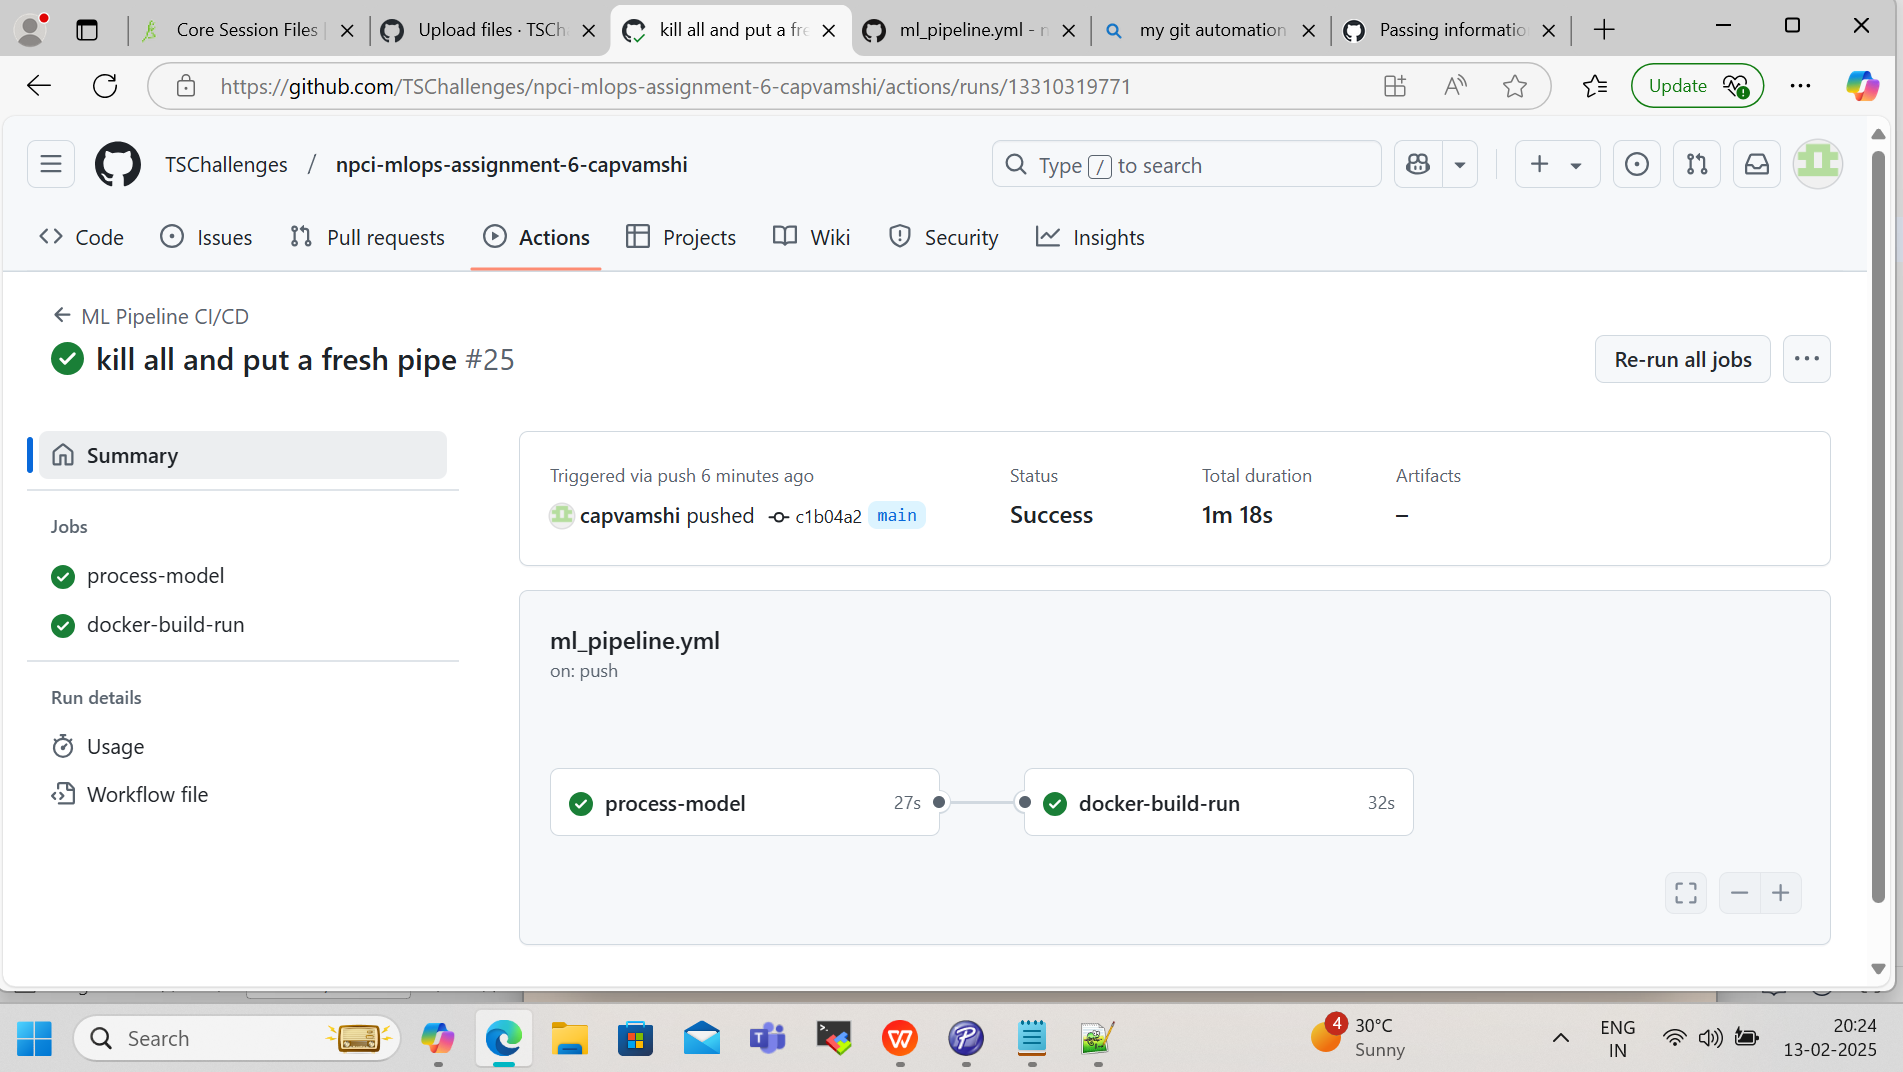 Core Session Files
Upload files · TSCh
kill all and put a fre
ml_pipeline.yml - n
my git automation
Passing informatio
https://github.com/TSChallenges/npci-mlops-assignment-6-capvamshi/actions/runs/13310319771
Update
TSChallenges / npci-mlops-assignment-6-capvamshi
Type / to search
Code
Issues
Pull requests
Actions
Projects
Wiki
Security
Insights
ML Pipeline CI/CD
kill all and put a fresh pipe #25
Re-run all jobs
Summary
Jobs
process-model
docker-build-run
Run details
Usage
Workflow file
Triggered via push 6 minutes ago
capvamshi pushed c1b04a2 main
Status
Success
Total duration
1m 18s
Artifacts
–
ml_pipeline.yml
on: push
process-model 27s
docker-build-run 32s
Search
4
30°C
Sunny
ENG
IN
20:24
13-02-2025